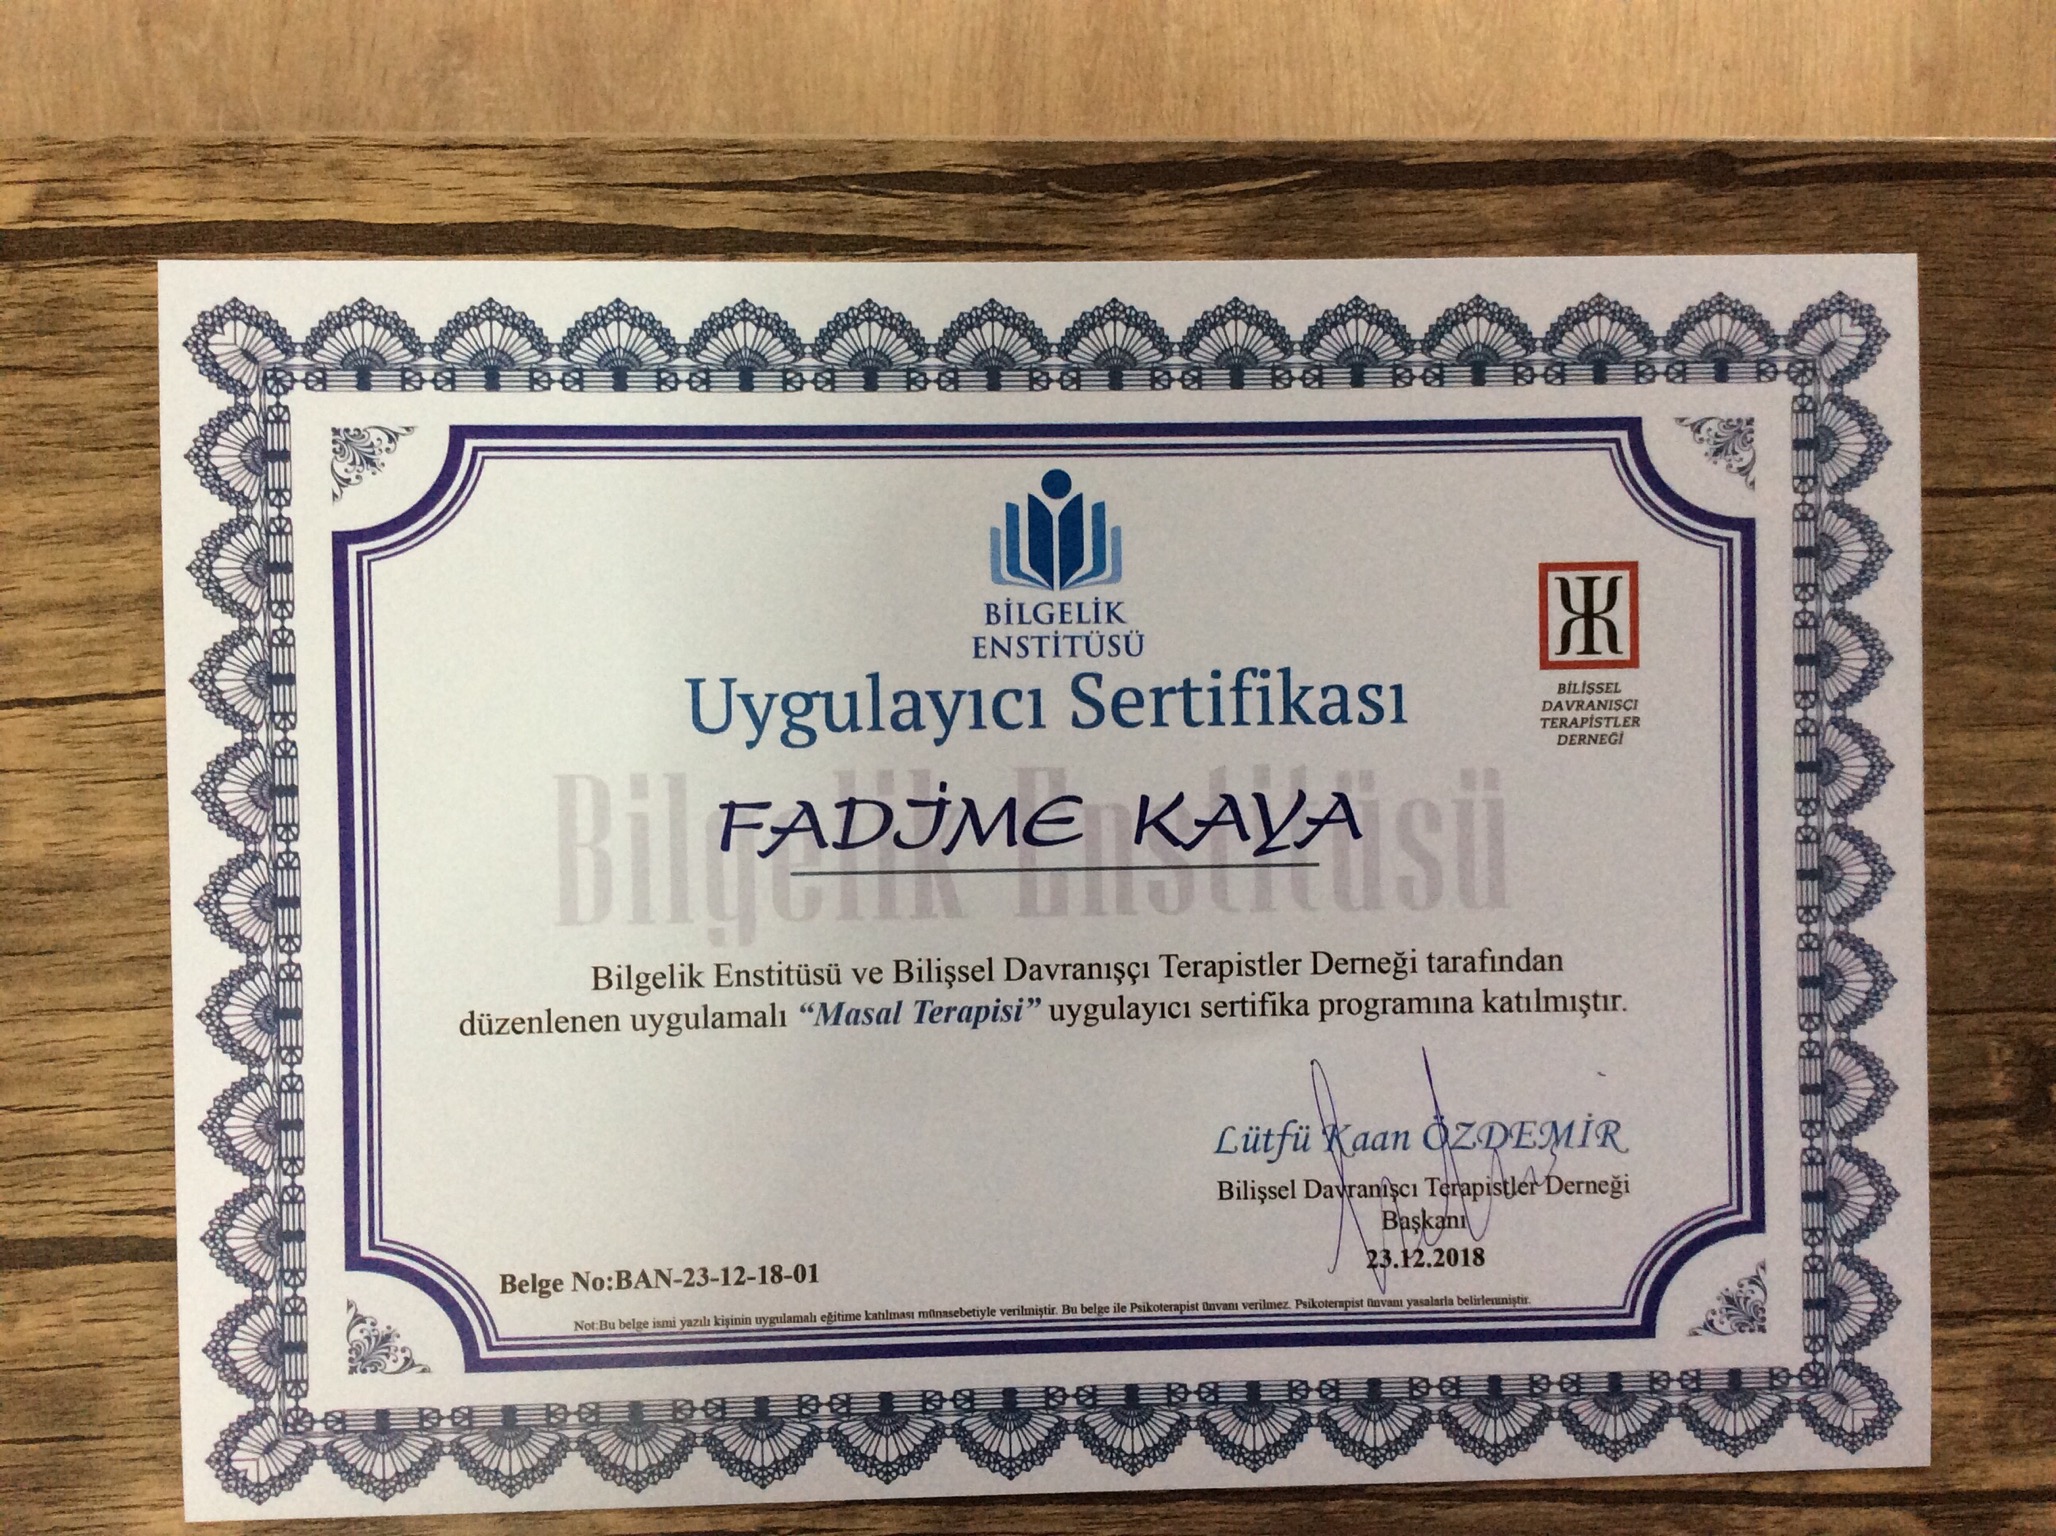 BİLGELİK
ENSTİTÜSÜ
Uygulayıcı Sertifikası
BİLİŞSEL
DAVRANIŞÇI
TERAPİSTLER
DERNEĞİ
Bilgelik Enstitüsü
FADİME KAYA
Bilgelik Enstitüsü ve Bilişsel Davranışçı Terapistler Derneği tarafından
düzenlenen uygulamalı “Masal Terapisi” uygulayıcı sertifika programına katılmıştır.
Lütfü Kaan ÖZDEMİR
Bilişsel Davranışçı Terapistler Derneği
Başkanı
23.12.2018
Belge No:BAN-23-12-18-01
Not:Bu belge ismi yazılı kişinin uygulamalı eğitime katılması münasebetiyle verilmiştir. Bu belge ile Psikoterapist ünvanı verilmez. Psikoterapist ünvanı yasalarla belirlenmiştir.